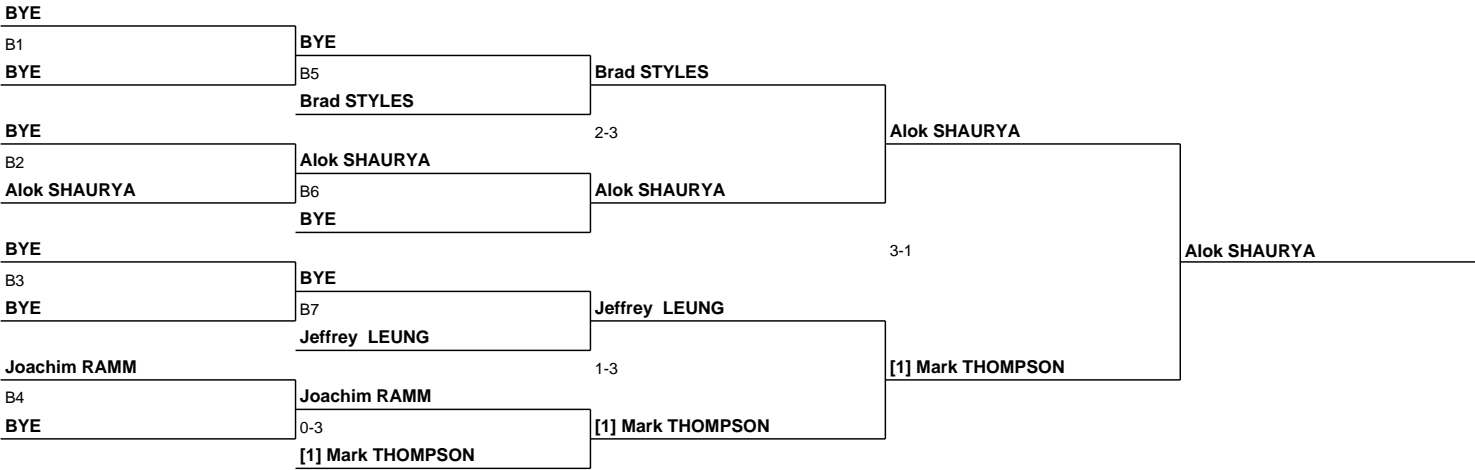 BYE
B1
BYE
BYE
B5
Brad STYLES
Brad STYLES
BYE
2-3
Alok SHAURYA
B2
Alok SHAURYA
Alok SHAURYA
B6
Alok SHAURYA
BYE
BYE
3-1
Alok SHAURYA
B3
BYE
BYE
B7
Jeffrey  LEUNG
Jeffrey  LEUNG
Joachim RAMM
1-3
[1] Mark THOMPSON
B4
Joachim RAMM
BYE
0-3
[1] Mark THOMPSON
[1] Mark THOMPSON